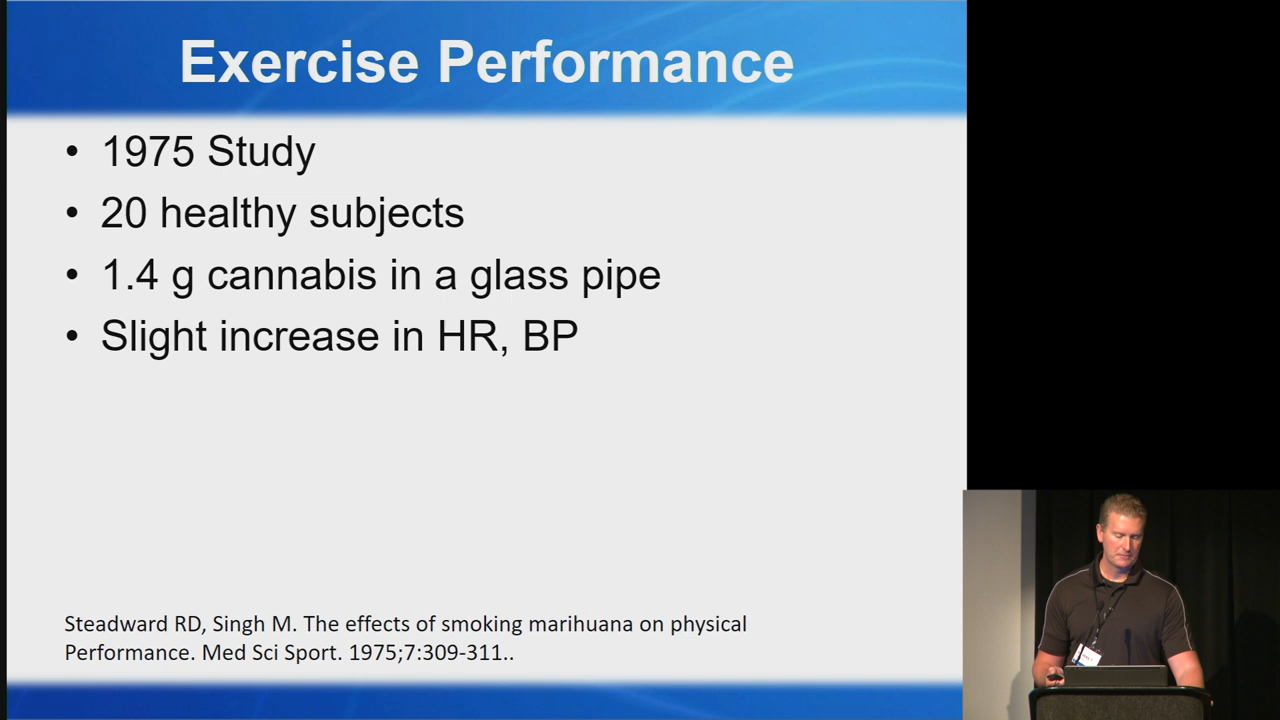 Exercise Performance
• 1975 Study
• 20 healthy subjects
• 1.4 g cannabis in a glass pipe
• Slight increase in HR, BP
Steadward RD, Singh M. The effects of smoking marihuana on physical
Performance. Med Sci Sport. 1975;7:309-311..